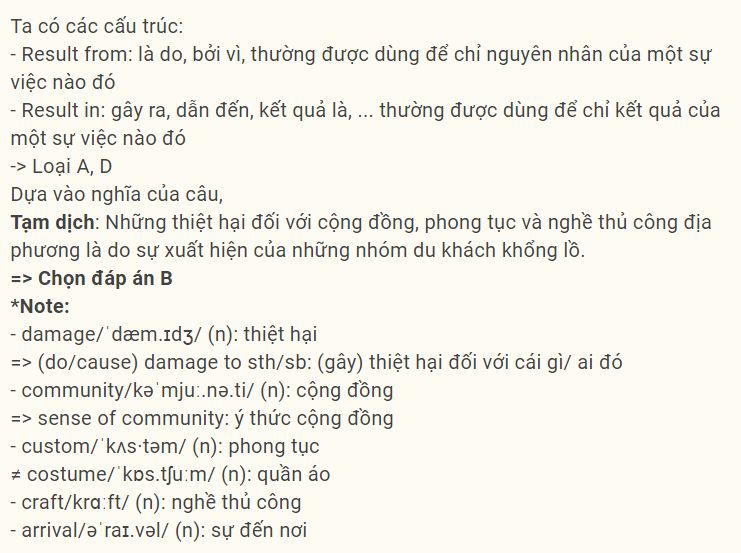 Ta có các cấu trúc:
- Result from: là do, bởi vì, thường được dùng để chỉ nguyên nhân của một sự
việc nào đó
- Result in: gây ra, dẫn đến, kết quả là, ... thường được dùng để chỉ kết quả của
một sự việc nào đó
-> Loại A, D
Dựa vào nghĩa của câu,
Tạm dịch: Những thiệt hại đối với cộng đồng, phong tục và nghề thủ công địa
phương là do sự xuất hiện của những nhóm du khách khổng lồ.
=> Chọn đáp án B
*Note:
- damage/ˈdæm.ɪdʒ/ (n): thiệt hại
=> (do/cause) damage to sth/sb: (gây) thiệt hại đối với cái gì/ ai đó
- community/kəˈmjuː.nə.ti/ (n): cộng đồng
=> sense of community: ý thức cộng đồng
- custom/ˈkʌs·təm/ (n): phong tục
≠ costume/ˈkɒs.tʃuːm/ (n): quần áo
- craft/krɑːft/ (n): nghề thủ công
- arrival/əˈraɪ.vəl/ (n): sự đến nơi